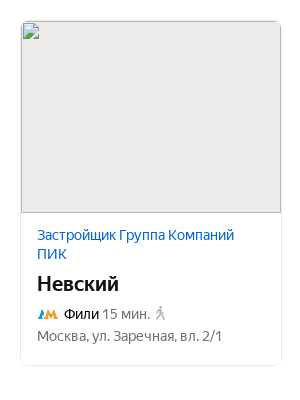 Застройщик Группа Компаний
ПИК
Невский
Фили 15 мин.
Москва, ул. Заречная, вл. 2/1